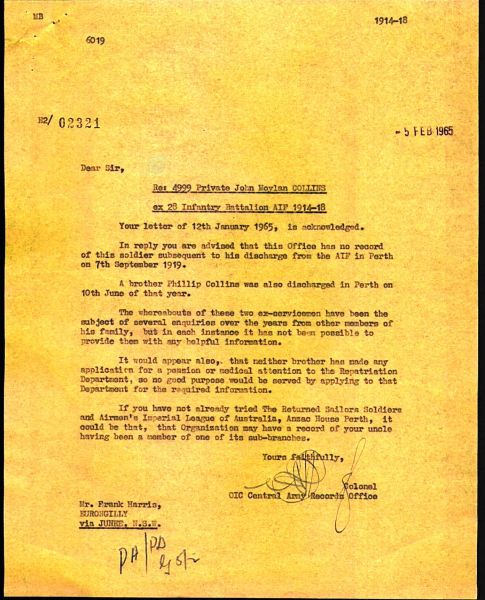 MB
1914-18
6019
E2/ 02321
-5 FEB 1965
Dear Sir,
Re: 4999 Private John Moylan COLLINS
ex 28 Infantry Battalion AIF 1914-18
Your letter of 12th January 1965, is acknowledged.
In reply you are advised that this Office has no record
of this soldier subsequent to his discharge from the AIF in Perth
on 7th September 1919.
A brother Phillip Collins was also discharged in Perth on
10th June of that year.
The whereabouts of these two ex-servicemen have been the
subject of several enquiries over the years from other members of
his family, but in each instance it has not been possible to
provide them with any helpful information.
It would appear also, that neither brother has made any
application for a pension or medical attention to the Repatriation
Department, so no good purpose would be served by applying to that
Department for the required information.
If you have not already tried The Returned Sailors Soldiers
and Airmen's Imperial League of Australia, Anzac House Perth, it
could be that, that Organization may have a record of your uncle
having been a member of one of its sub-branches.
Yours faithfully,
Colonel
OIC Central Army Records Office
Mr. Frank Harris,
EURONGILLY
via JUNEE. N.S.W.